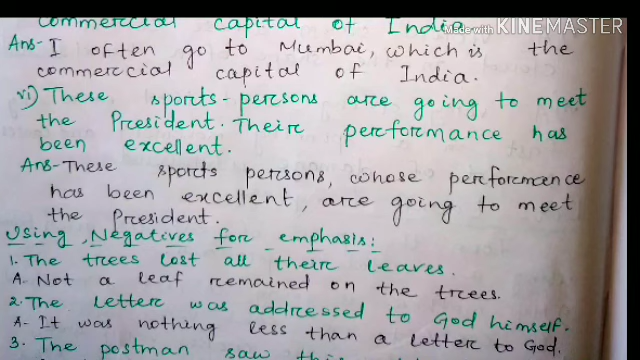 commercial capital of India
Made with KINEMASTER
Ans- I often go to Mumbai, which is the
commercial capital of India.
vi) These sports-persons are going to meet
the President. Their performance has
been excellent.
Ans- These sports persons, whose performance
has been excellent, are going to meet
the President.
Using Negatives for emphasis:
1. The trees lost all their leaves.
A. Not a leaf remained on the trees.
2. The letter was addressed to God himself.
A- It was nothing less than a letter to God.
3. The postman saw this